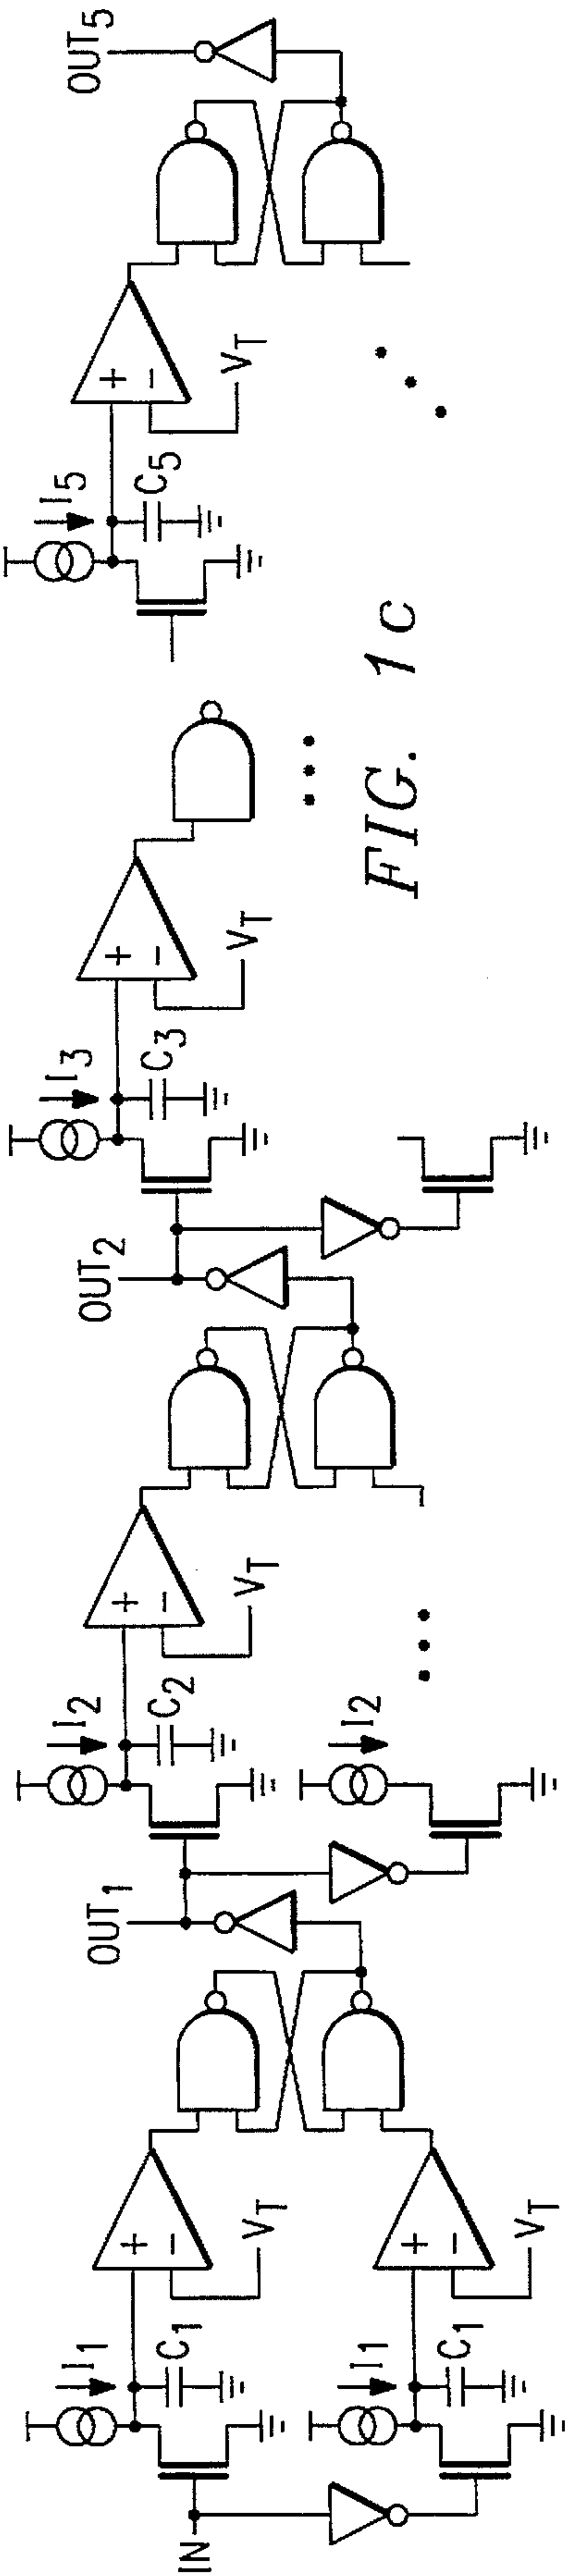 IN
I1
C1
+
−
VT
I1
C1
+
−
VT
OUT1
I2
C2
+
−
VT
I2
OUT2
I3
C3
+
−
VT
I5
C5
+
−
VT
OUT5
FIG. 1c